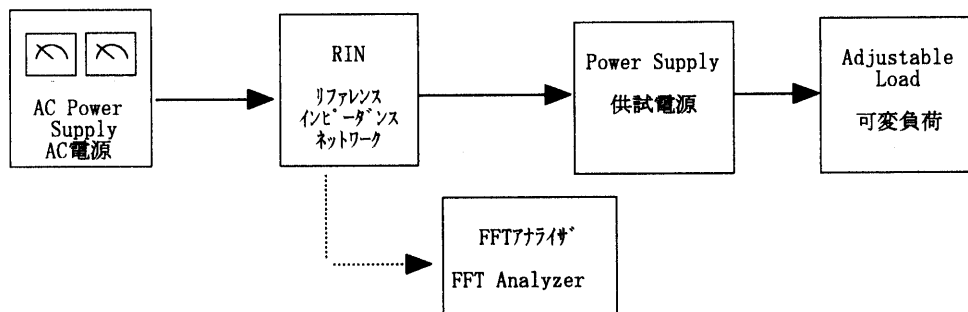 AC Power
Supply
AC電源
RIN
ﾘﾌｧﾚﾝｽ
ｲﾝﾋﾟｰﾀﾞﾝｽ
ﾈｯﾄﾜｰｸ
Power Supply
供試電源
Adjustable
Load
可変負荷
FFTｱﾅﾗｲｻﾞ
FFT Analyzer